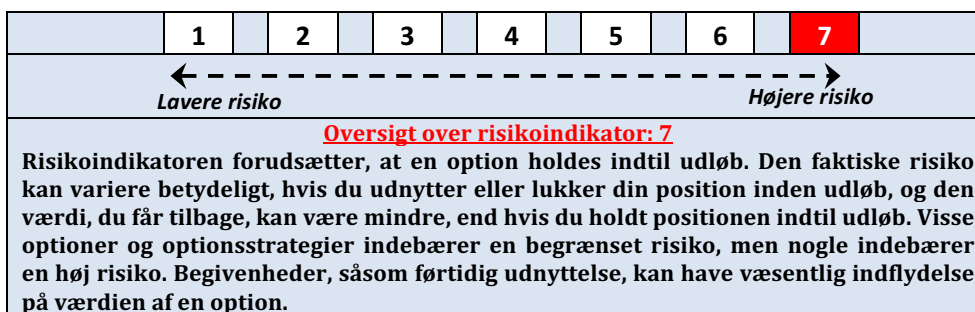 1 2 3 4 5 6 7
Lavere risiko Højere risiko
Oversigt over risikoindikator: 7
Risikoindikatoren forudsætter, at en option holdes indtil udløb. Den faktiske risiko
kan variere betydeligt, hvis du udnytter eller lukker din position inden udløb, og den
værdi, du får tilbage, kan være mindre, end hvis du holdt positionen indtil udløb. Visse
optioner og optionsstrategier indebærer en begrænset risiko, men nogle indebærer
en høj risiko. Begivenheder, såsom førtidig udnyttelse, kan have væsentlig indflydelse
på værdien af en option.